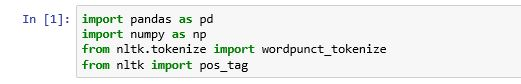 In [1]: import pandas as pd
import numpy as np
from nltk.tokenize import wordpunct_tokenize
from nltk import pos_tag